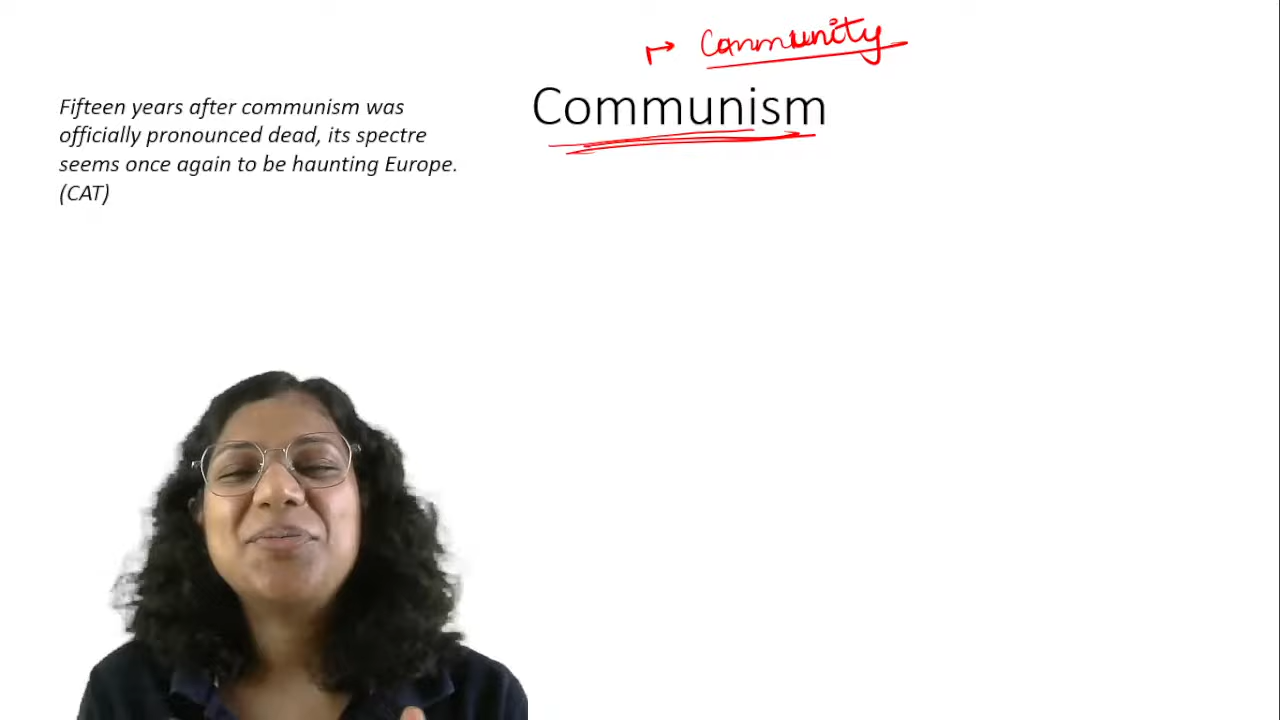 Community
Communism
Fifteen years after communism was
officially pronounced dead, its spectre
seems once again to be haunting Europe.
(CAT)